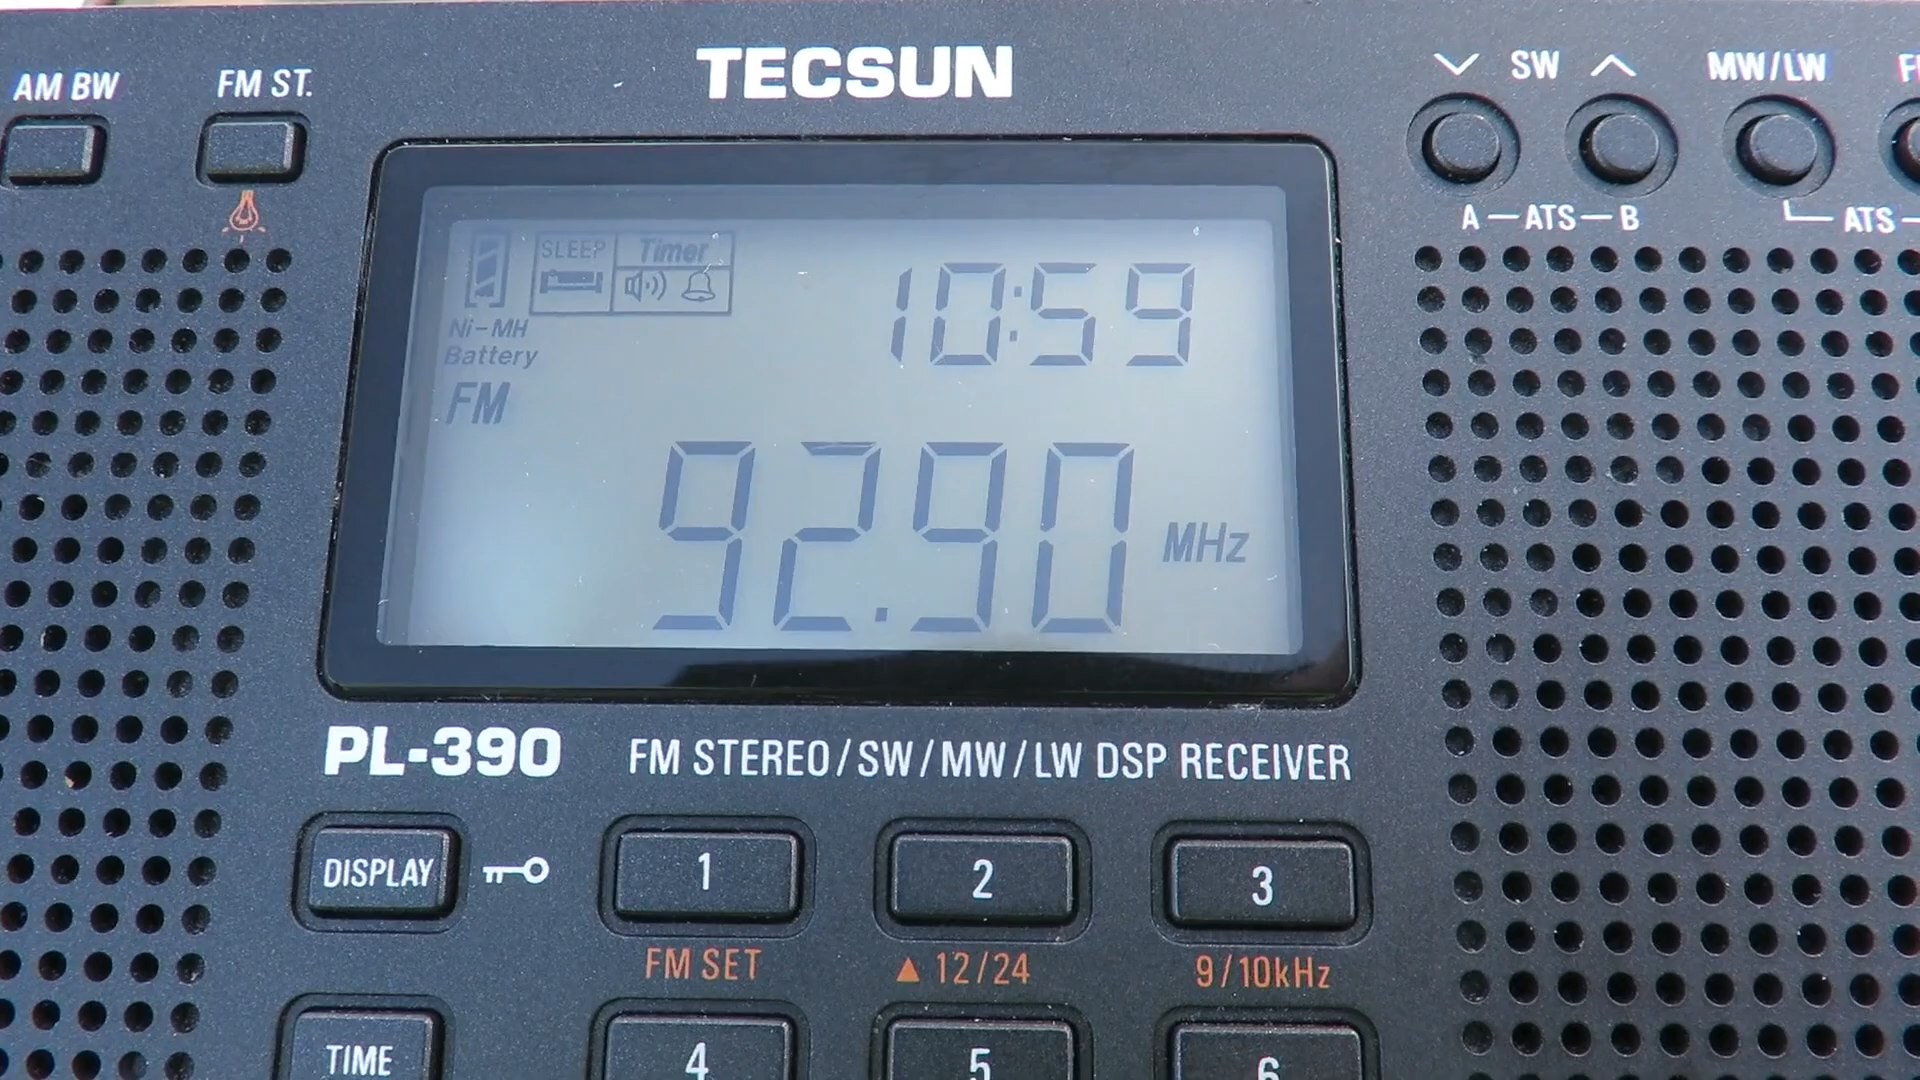 TECSUN
AM BW
FM ST.
SW
MW/LW
A—ATS—B
ATS
SLEEP
Timer
10:59
Ni-MH
Battery
FM
92.90 MHz
PL-390
FM STEREO/SW/MW/LW DSP RECEIVER
DISPLAY
1
2
3
FM SET
▲ 12/24
9/10kHz
TIME
4
5
6